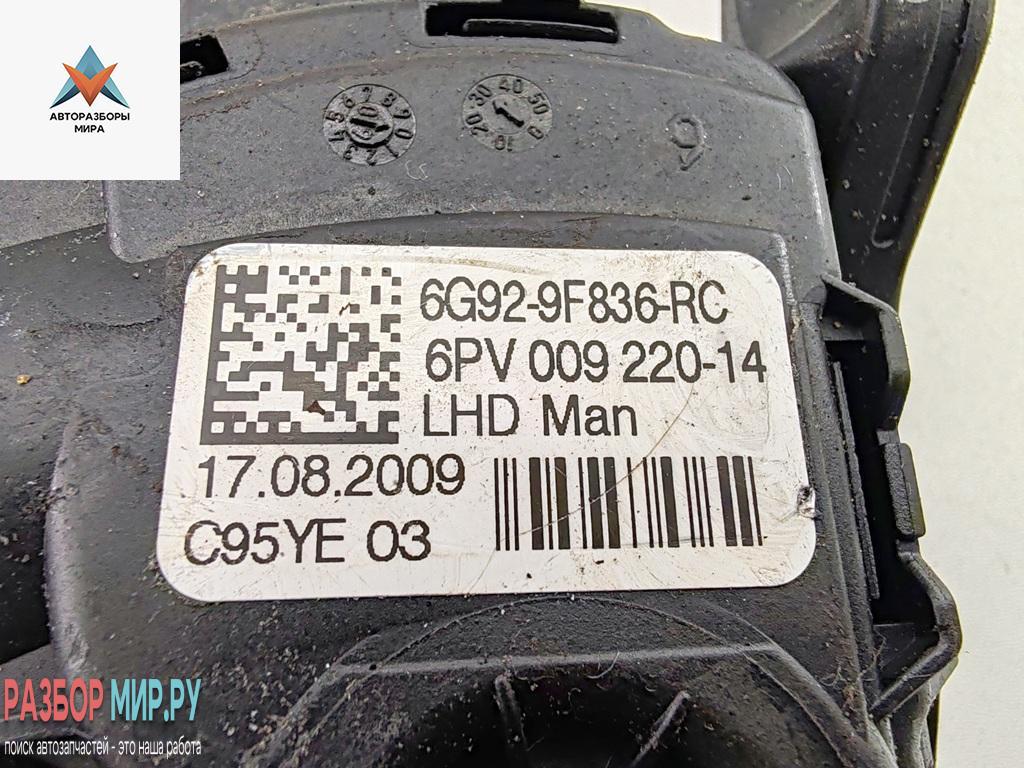 АВТОРАЗБОРЫ
МИРА
6G92-9F836-RC
6PV 009 220-14
LHD Man
17.08.2009
C95YE 03
РАЗБОР МИР.РУ
поиск автозапчастей - это наша работа